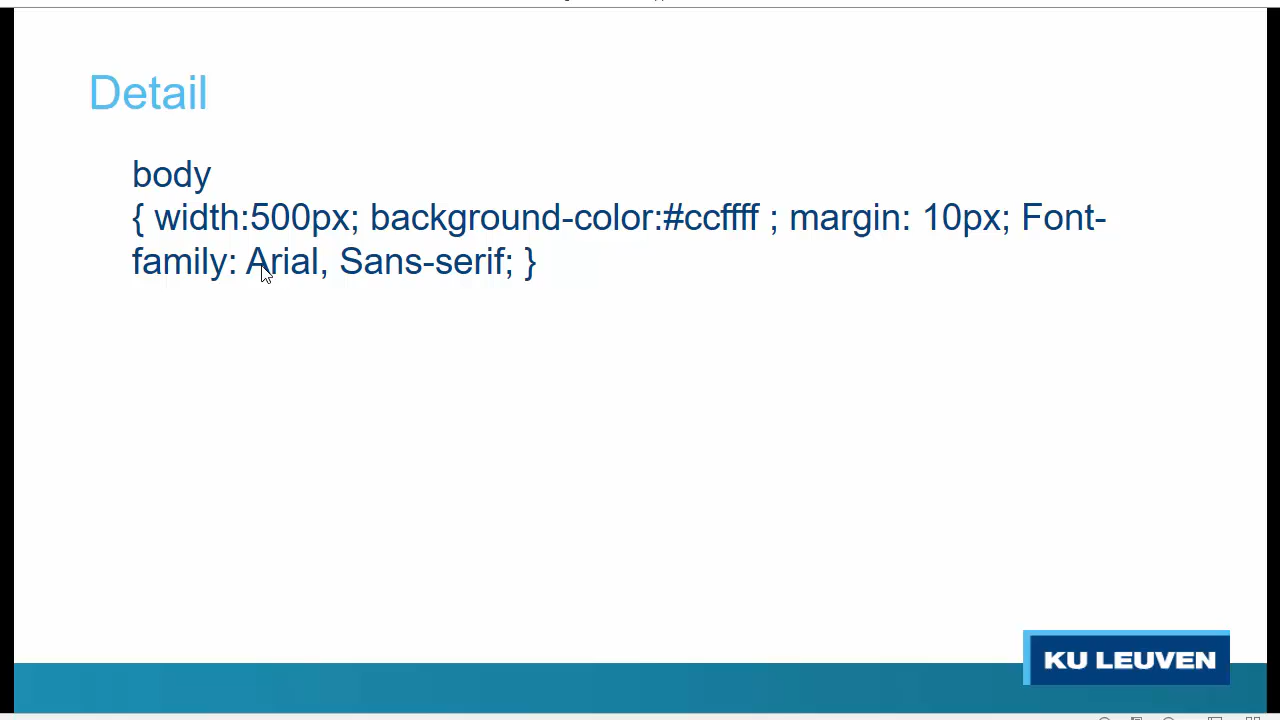 Detail
body
{ width:500px; background-color:#ccffff ; margin: 10px; Font-
family: Arial, Sans-serif; }
KU LEUVEN